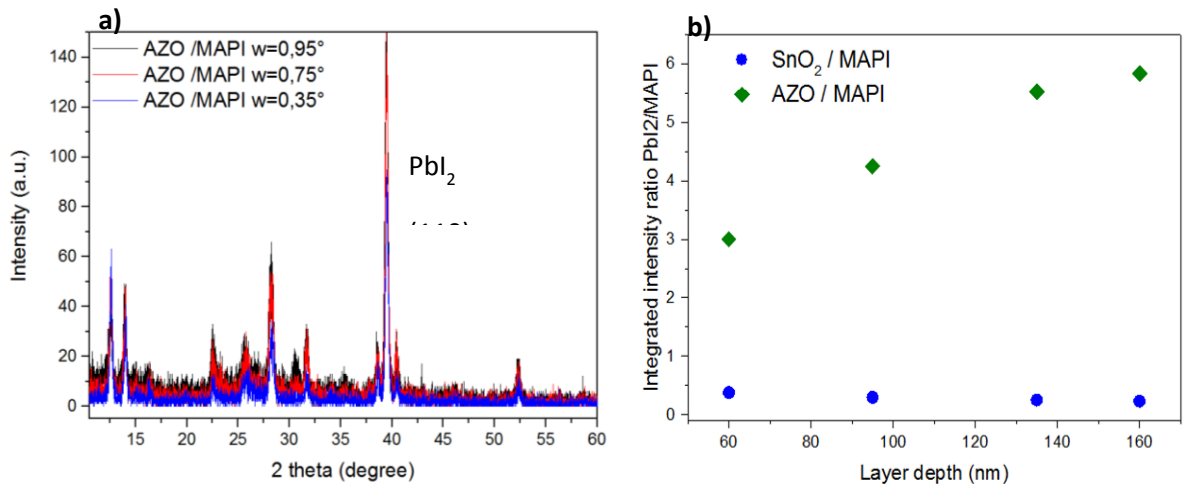 a)
AZO /MAPI w=0,95°
AZO /MAPI w=0,75°
AZO /MAPI w=0,35°
PbI₂
Intensity (a.u.)
140
120
100
80
60
40
20
0
15
20
25
30
35
40
45
50
55
60
2 theta (degree)
b)
SnO₂ / MAPI
AZO / MAPI
Integrated intensity ratio PbI2/MAPI
6
5
4
3
2
1
0
60
80
100
120
140
160
Layer depth (nm)